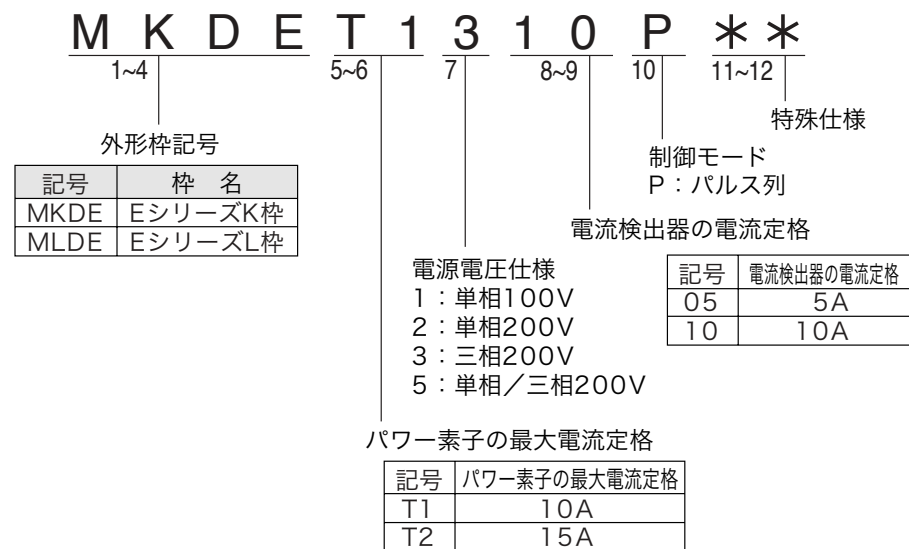 MKDET1310P＊＊
1~4 5~6 7 8~9 10 11~12
特殊仕様
外形枠記号
制御モード
P：パルス列
記号 枠 名
MKDE EシリーズK枠
MLDE EシリーズL枠
電流検出器の電流定格
記号 電流検出器の電流定格
05 5A
10 10A
電源電圧仕様
1：単相100V
2：単相200V
3：三相200V
5：単相／三相200V
パワー素子の最大電流定格
記号 パワー素子の最大電流定格
T1 10A
T2 15A